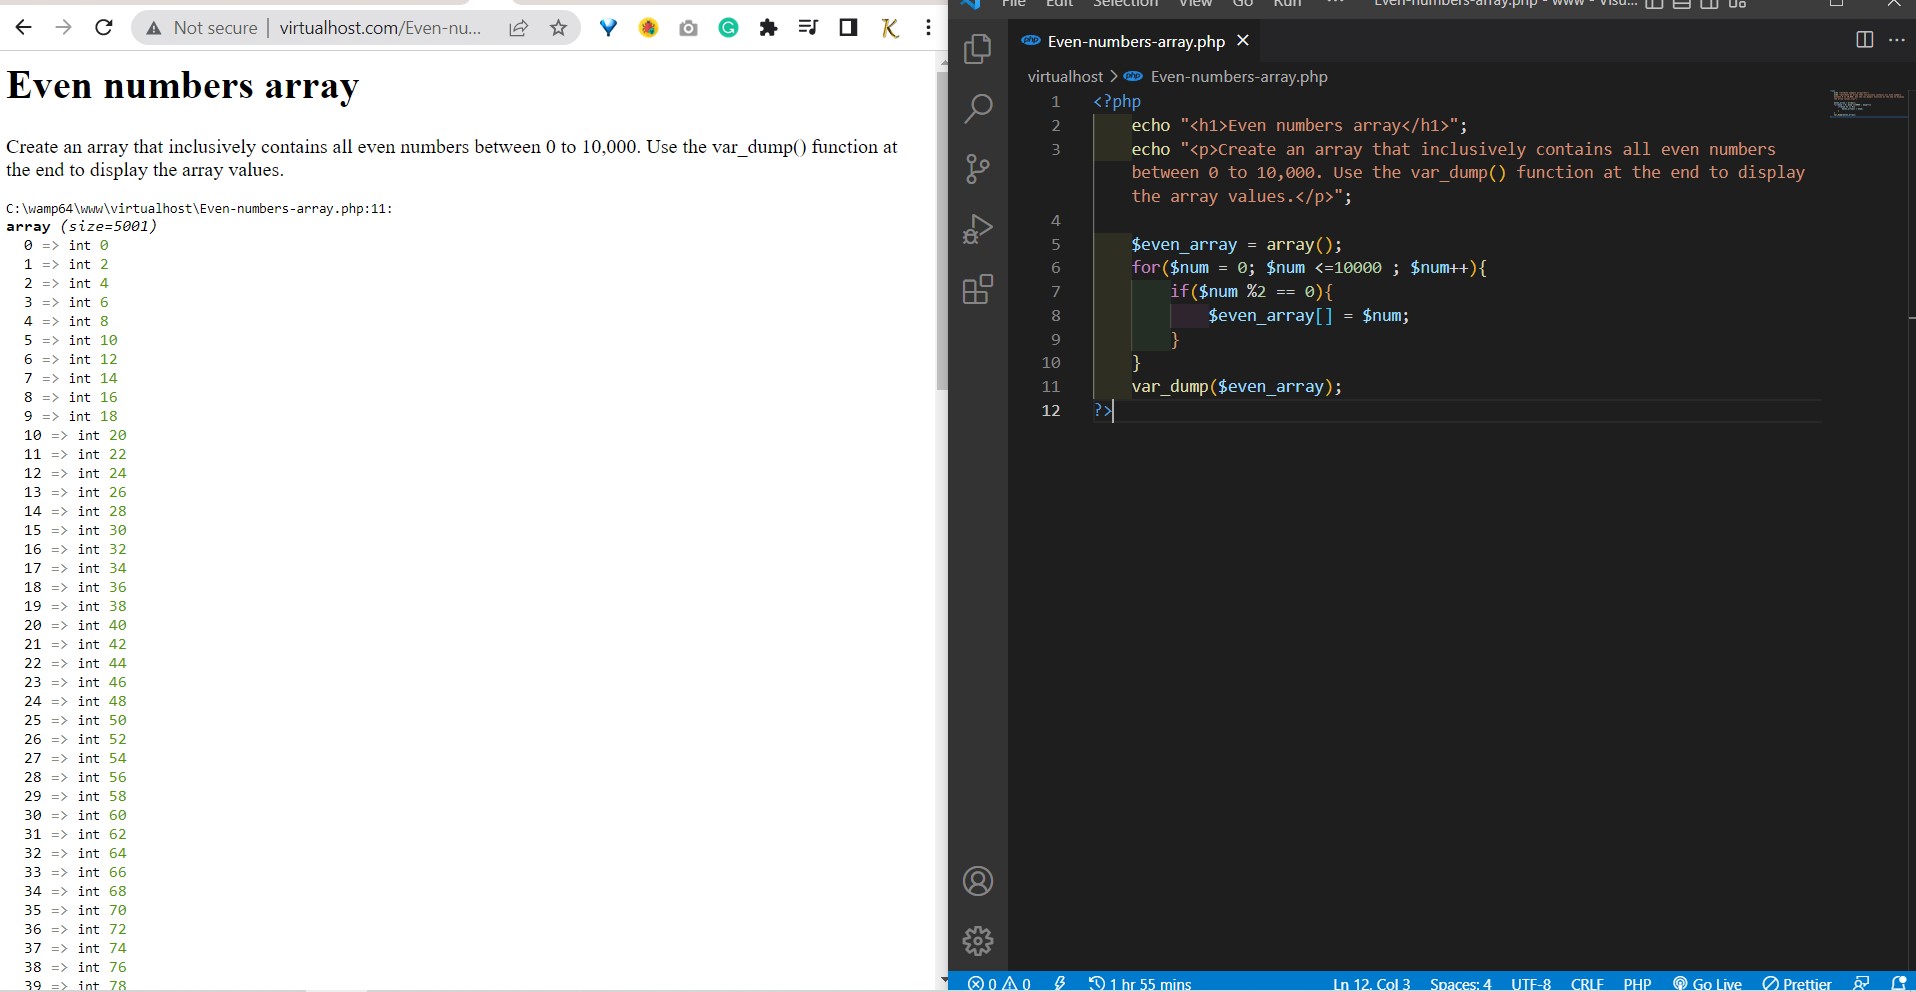 Not secure | virtualhost.com/Even-nu...
Even numbers array
Create an array that inclusively contains all even numbers between 0 to 10,000. Use the var_dump() function at
the end to display the array values.
C:\wamp64\www\virtualhost\Even-numbers-array.php:11:
array (size=5001)
0 => int 0
1 => int 2
2 => int 4
3 => int 6
4 => int 8
5 => int 10
6 => int 12
7 => int 14
8 => int 16
9 => int 18
10 => int 20
11 => int 22
12 => int 24
13 => int 26
14 => int 28
15 => int 30
16 => int 32
17 => int 34
18 => int 36
19 => int 38
20 => int 40
21 => int 42
22 => int 44
23 => int 46
24 => int 48
25 => int 50
26 => int 52
27 => int 54
28 => int 56
29 => int 58
30 => int 60
31 => int 62
32 => int 64
33 => int 66
34 => int 68
35 => int 70
36 => int 72
37 => int 74
38 => int 76
39 => int 78
File Edit Selection View Go Run ··· Even-numbers-array.php - www - Visu...
php Even-numbers-array.php
virtualhost > php Even-numbers-array.php
1 <?php
2 echo "<h1>Even numbers array</h1>";
3 echo "<p>Create an array that inclusively contains all even numbers
between 0 to 10,000. Use the var_dump() function at the end to display
the array values.</p>";
4
5 $even_array = array();
6 for($num = 0; $num <=10000 ; $num++){
7 if($num %2 == 0){
8 $even_array[] = $num;
9 }
10 }
11 var_dump($even_array);
12 ?>
0 0 1 hr 55 mins Ln 12, Col 3 Spaces: 4 UTF-8 CRLF PHP Go Live Prettier